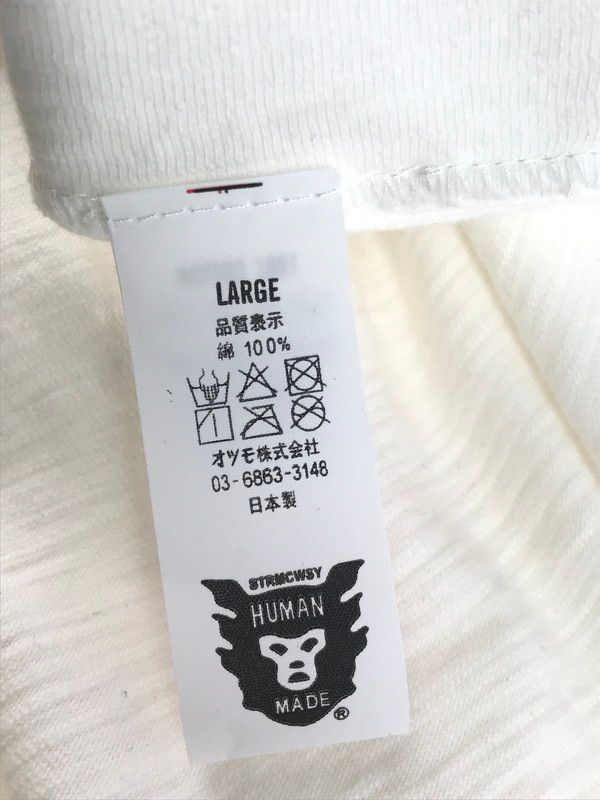 LARGE
品質表示
綿 100%
オツモ株式会社
03-6863-3148
日本製
STRMCWSY
HUMAN
MADE
®